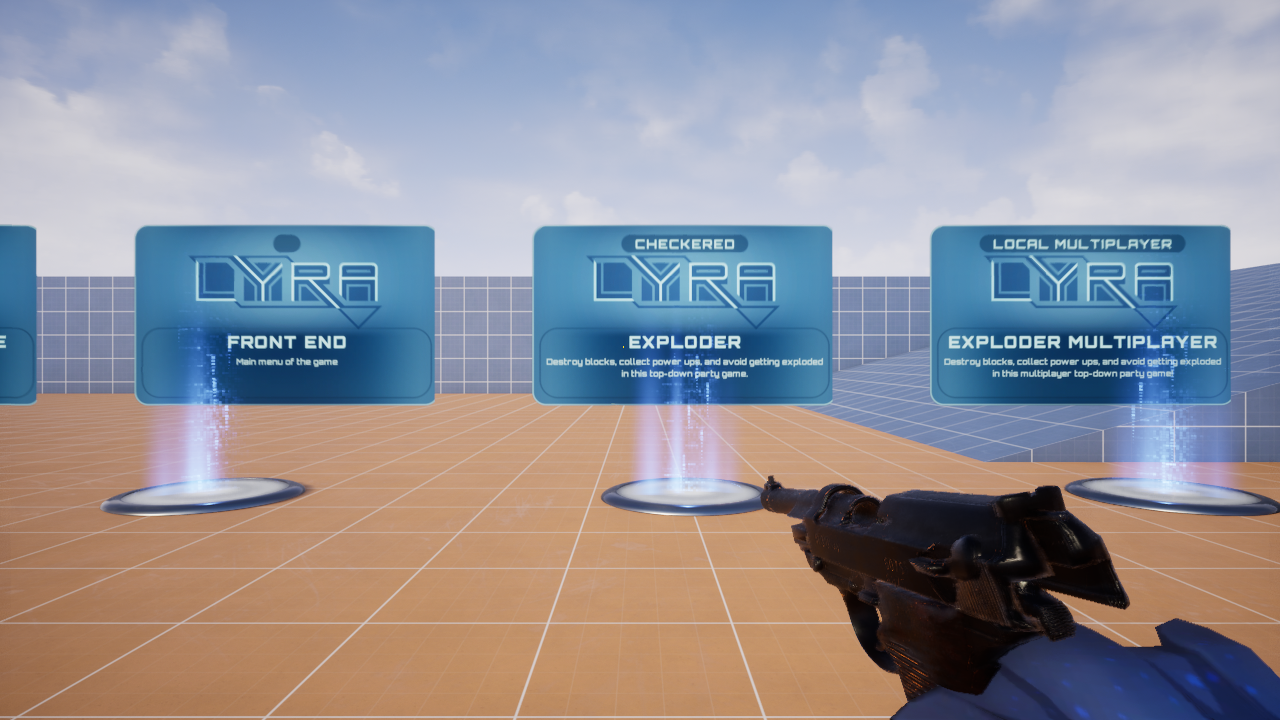 E
LYRA
FRONT END
Main menu of the game
CHECKERED
LYRA
EXPLODER
Destroy blocks, collect power ups, and avoid getting exploded
in this top-down party game.
LOCAL MULTIPLAYER
LYRA
EXPLODER MULTIPLAYER
Destroy blocks, collect power ups, and avoid getting exploded
in this multiplayer top-down party game!